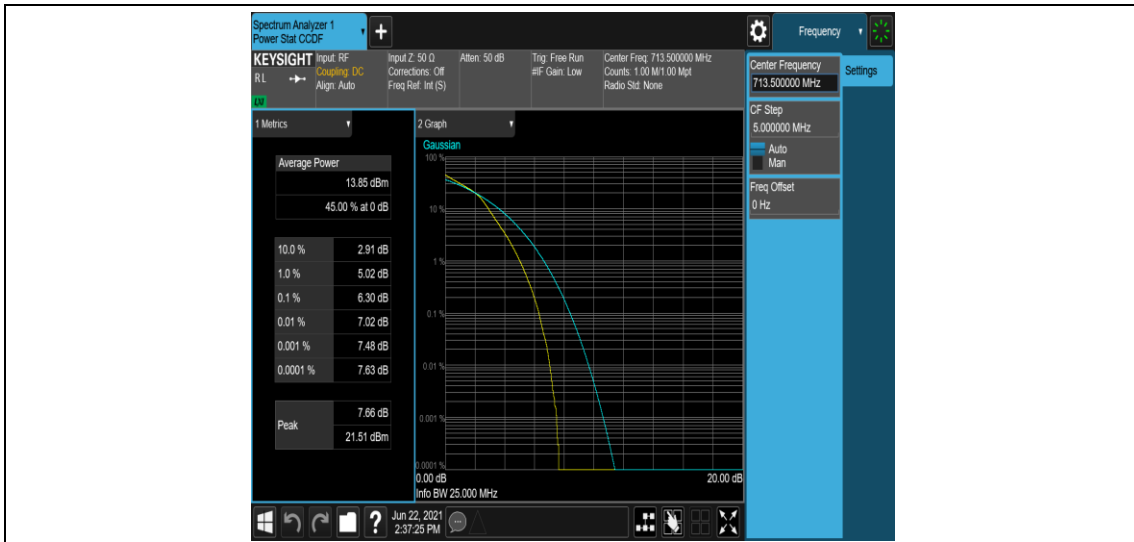 Spectrum Analyzer 1
Power Stat CCDF
+
Frequency
KEYSIGHT
RL
LXI
Input: RF
Coupling: DC
Align: Auto
Input Z: 50 Ω
Corrections: Off
Freq Ref: Int (S)
Atten: 50 dB
Trig: Free Run
#IF Gain: Low
Center Freq: 713.500000 MHz
Counts: 1.00 M/1.00 Mpt
Radio Std: None
Center Frequency
713.500000 MHz
Settings
CF Step
5.000000 MHz
Auto
Man
Freq Offset
0 Hz
1 Metrics
Average Power
13.85 dBm
45.00 % at 0 dB
10.0 % 2.91 dB
1.0 % 5.02 dB
0.1 % 6.30 dB
0.01 % 7.02 dB
0.001 % 7.48 dB
0.0001 % 7.63 dB
Peak 7.66 dB
21.51 dBm
2 Graph
Gaussian
100 %
10 %
1 %
0.1 %
0.01 %
0.001 %
0.0001 %
0.00 dB 20.00 dB
Info BW 25.000 MHz
?
Jun 22, 2021
2:37:25 PM